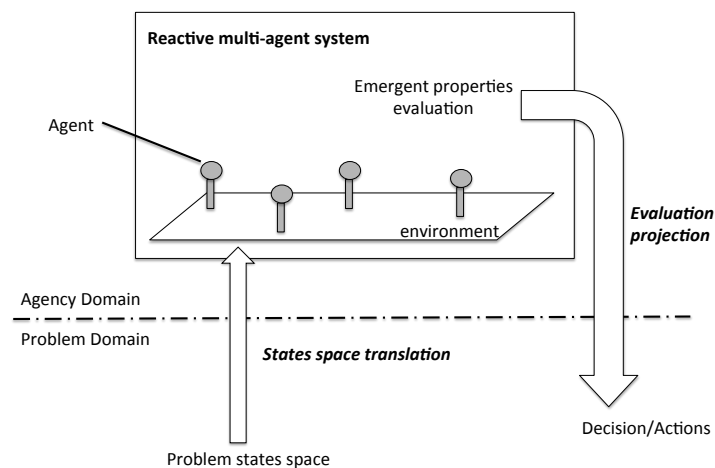 Reactive multi-agent system
Emergent properties
evaluation
Agent
environment
Evaluation
projection
Agency Domain
Problem Domain
States space translation
Decision/Actions
Problem states space